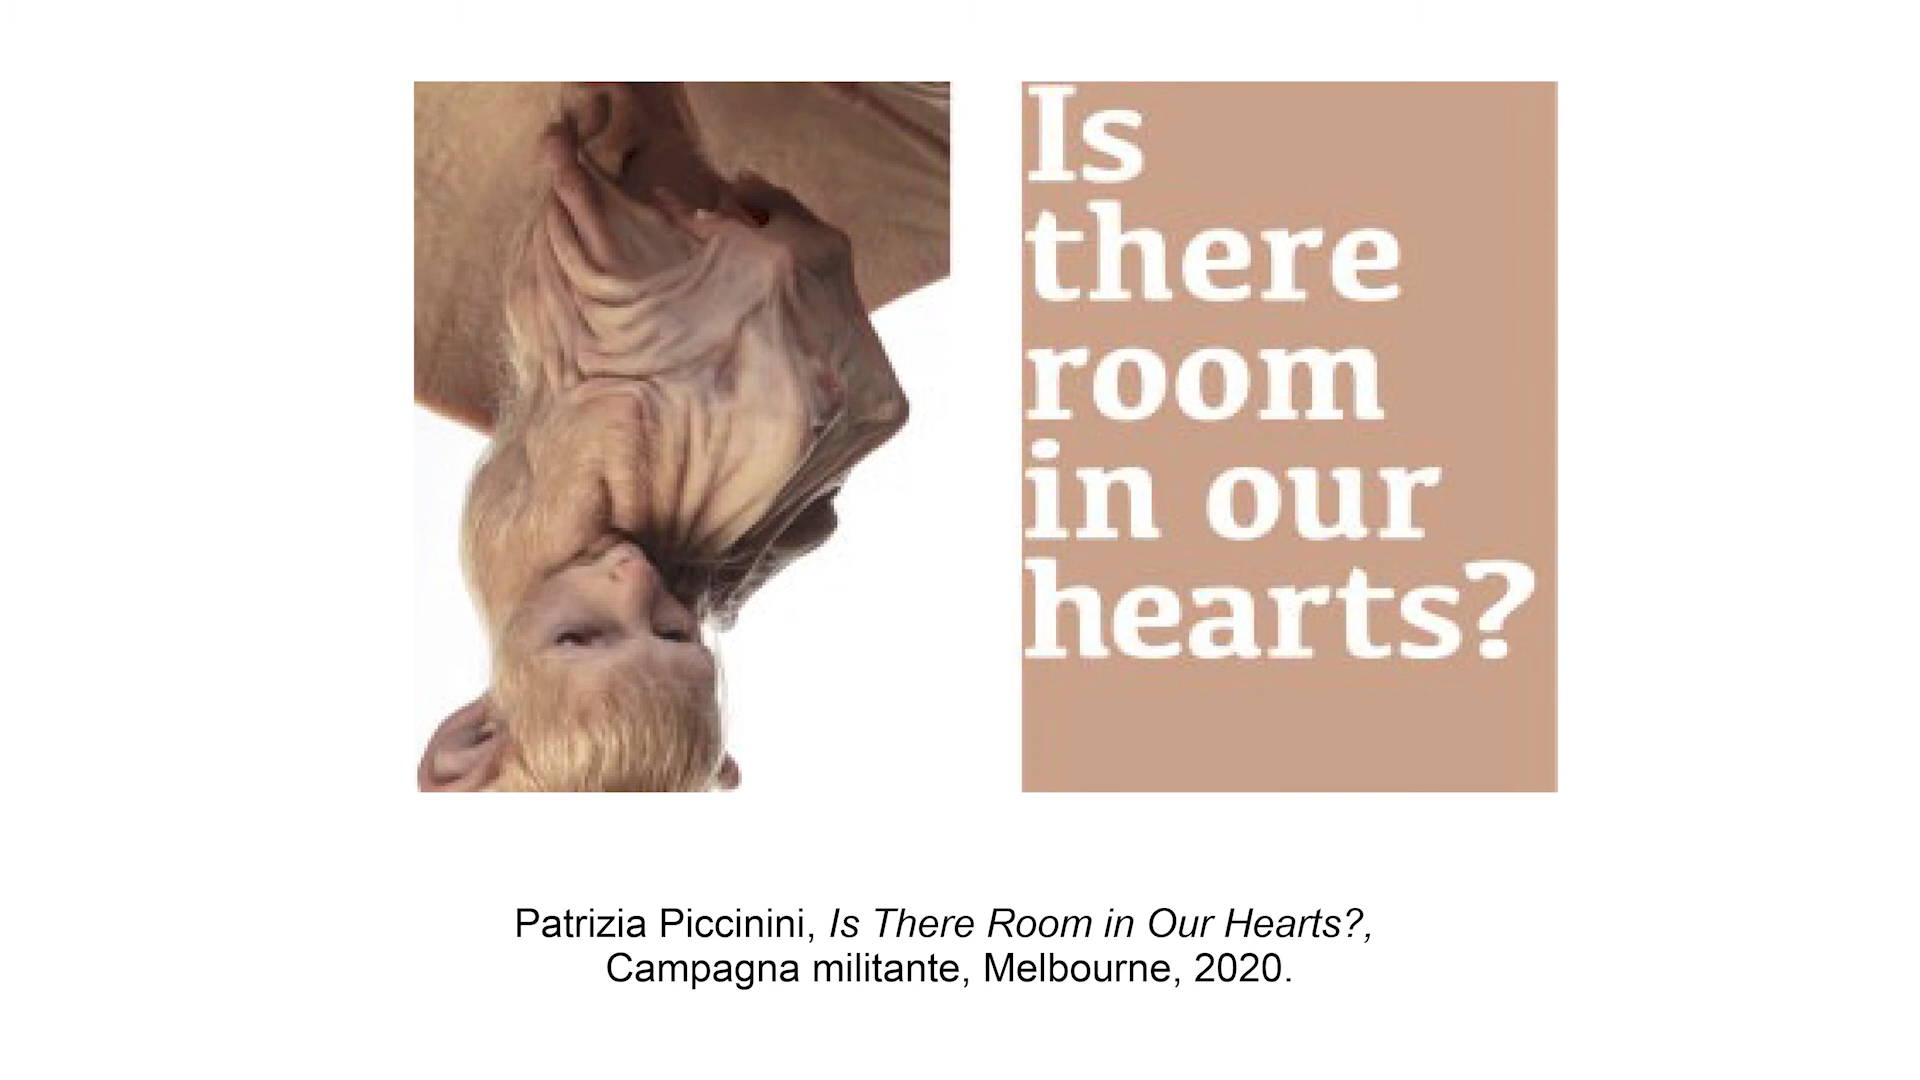 Is
there
room
in our
hearts?
Patrizia Piccinini, Is There Room in Our Hearts?,
Campagna militante, Melbourne, 2020.